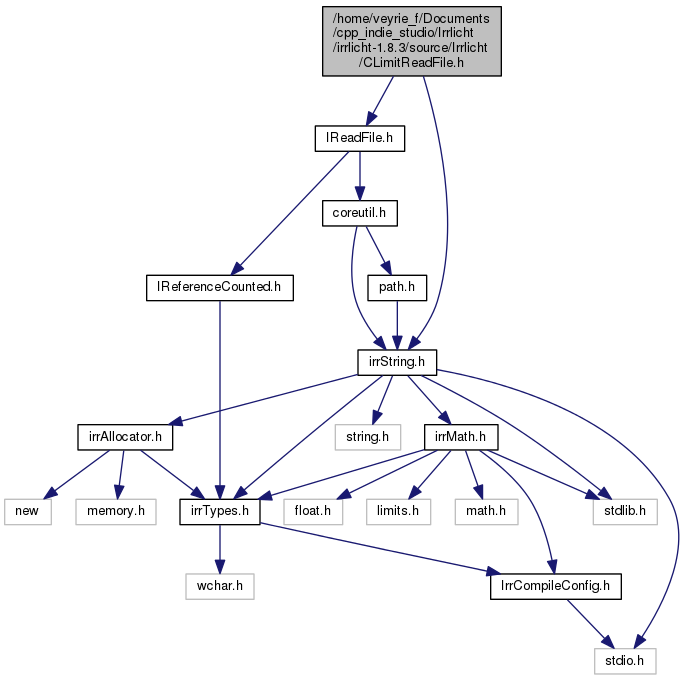 /home/veyrie_f/Documents
/cpp_indie_studio/Irrlicht
/irrlicht-1.8.3/source/Irrlicht
/CLimitReadFile.h
IReadFile.h
coreutil.h
IReferenceCounted.h
path.h
irrString.h
irrAllocator.h
string.h
irrMath.h
new
memory.h
irrTypes.h
float.h
limits.h
math.h
stdlib.h
wchar.h
IrrCompileConfig.h
stdio.h